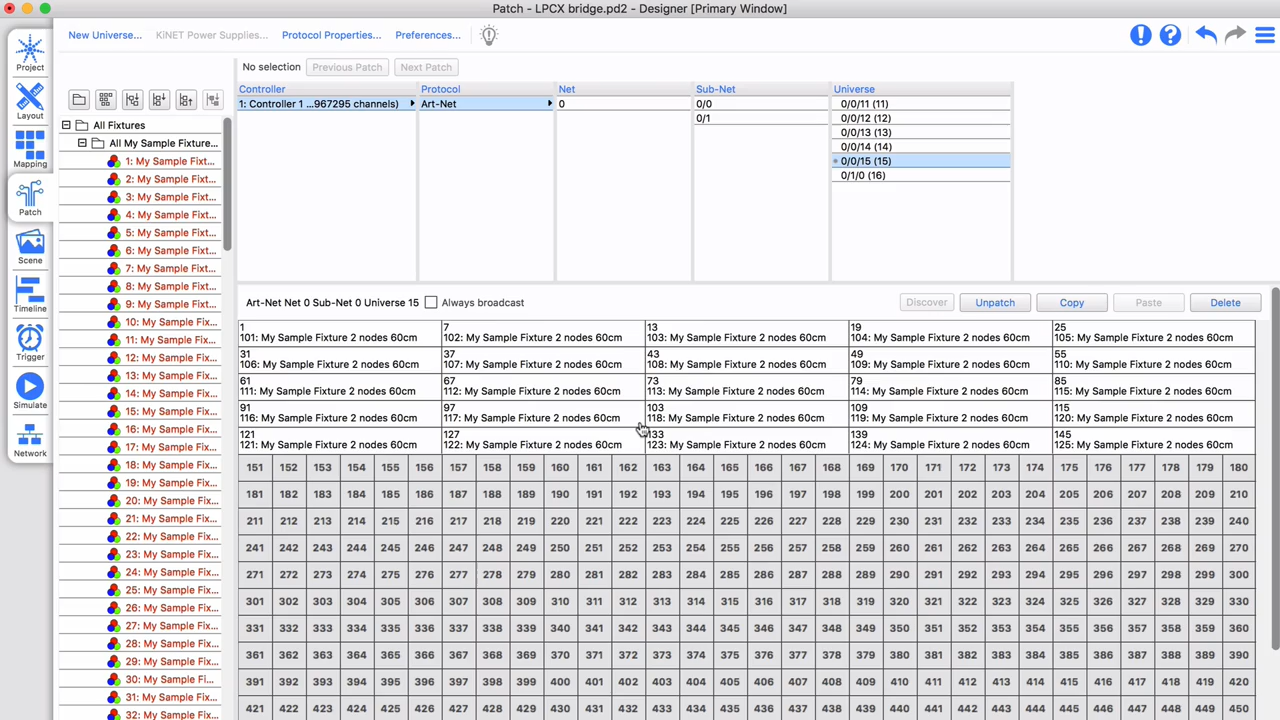 Patch - LPCX bridge.pd2 - Designer [Primary Window]
New Universe... KiNET Power Supplies... Protocol Properties... Preferences...
Project
Layout
Mapping
Patch
Scene
Timeline
Trigger
Simulate
Network
All Fixtures
All My Sample Fixture...
1: My Sample Fixt...
2: My Sample Fixt...
3: My Sample Fixt...
4: My Sample Fixt...
5: My Sample Fixt...
6: My Sample Fixt...
7: My Sample Fixt...
8: My Sample Fixt...
9: My Sample Fixt...
10: My Sample Fix...
11: My Sample Fix...
12: My Sample Fix...
13: My Sample Fix...
14: My Sample Fix...
15: My Sample Fix...
16: My Sample Fix...
17: My Sample Fix...
18: My Sample Fix...
19: My Sample Fix...
20: My Sample Fix...
21: My Sample Fix...
22: My Sample Fix...
23: My Sample Fix...
24: My Sample Fix...
25: My Sample Fix...
26: My Sample Fix...
27: My Sample Fix...
28: My Sample Fix...
29: My Sample Fix...
30: My Sample Fi...
31: My Sample Fix...
32: My Sample Fix...
No selection Previous Patch Next Patch
Controller Protocol Net Sub-Net Universe
1: Controller 1 ...967295 channels) Art-Net 0 0/0 0/0/11 (11)
0/1 0/0/12 (12)
0/0/13 (13)
0/0/14 (14)
0/0/15 (15)
0/1/0 (16)
Art-Net Net 0 Sub-Net 0 Universe 15 Always broadcast Discover Unpatch Copy Paste Delete
1 7 13 19 25
101: My Sample Fixture 2 nodes 60cm 102: My Sample Fixture 2 nodes 60cm 103: My Sample Fixture 2 nodes 60cm 104: My Sample Fixture 2 nodes 60cm 105: My Sample Fixture 2 nodes 60cm
31 37 43 49 55
106: My Sample Fixture 2 nodes 60cm 107: My Sample Fixture 2 nodes 60cm 108: My Sample Fixture 2 nodes 60cm 109: My Sample Fixture 2 nodes 60cm 110: My Sample Fixture 2 nodes 60cm
61 67 73 79 85
111: My Sample Fixture 2 nodes 60cm 112: My Sample Fixture 2 nodes 60cm 113: My Sample Fixture 2 nodes 60cm 114: My Sample Fixture 2 nodes 60cm 115: My Sample Fixture 2 nodes 60cm
91 97 103 109 115
116: My Sample Fixture 2 nodes 60cm 117: My Sample Fixture 2 nodes 60cm 118: My Sample Fixture 2 nodes 60cm 119: My Sample Fixture 2 nodes 60cm 120: My Sample Fixture 2 nodes 60cm
121 127 133 139 145
121: My Sample Fixture 2 nodes 60cm 122: My Sample Fixture 2 nodes 60cm 123: My Sample Fixture 2 nodes 60cm 124: My Sample Fixture 2 nodes 60cm 125: My Sample Fixture 2 nodes 60cm
151 152 153 154 155 156 157 158 159 160 161 162 163 164 165 166 167 168 169 170 171 172 173 174 175 176 177 178 179 180
181 182 183 184 185 186 187 188 189 190 191 192 193 194 195 196 197 198 199 200 201 202 203 204 205 206 207 208 209 210
211 212 213 214 215 216 217 218 219 220 221 222 223 224 225 226 227 228 229 230 231 232 233 234 235 236 237 238 239 240
241 242 243 244 245 246 247 248 249 250 251 252 253 254 255 256 257 258 259 260 261 262 263 264 265 266 267 268 269 270
271 272 273 274 275 276 277 278 279 280 281 282 283 284 285 286 287 288 289 290 291 292 293 294 295 296 297 298 299 300
301 302 303 304 305 306 307 308 309 310 311 312 313 314 315 316 317 318 319 320 321 322 323 324 325 326 327 328 329 330
331 332 333 334 335 336 337 338 339 340 341 342 343 344 345 346 347 348 349 350 351 352 353 354 355 356 357 358 359 360
361 362 363 364 365 366 367 368 369 370 371 372 373 374 375 376 377 378 379 380 381 382 383 384 385 386 387 388 389 390
391 392 393 394 395 396 397 398 399 400 401 402 403 404 405 406 407 408 409 410 411 412 413 414 415 416 417 418 419 420
421 422 423 424 425 426 427 428 429 430 431 432 433 434 435 436 437 438 439 440 441 442 443 444 445 446 447 448 449 450